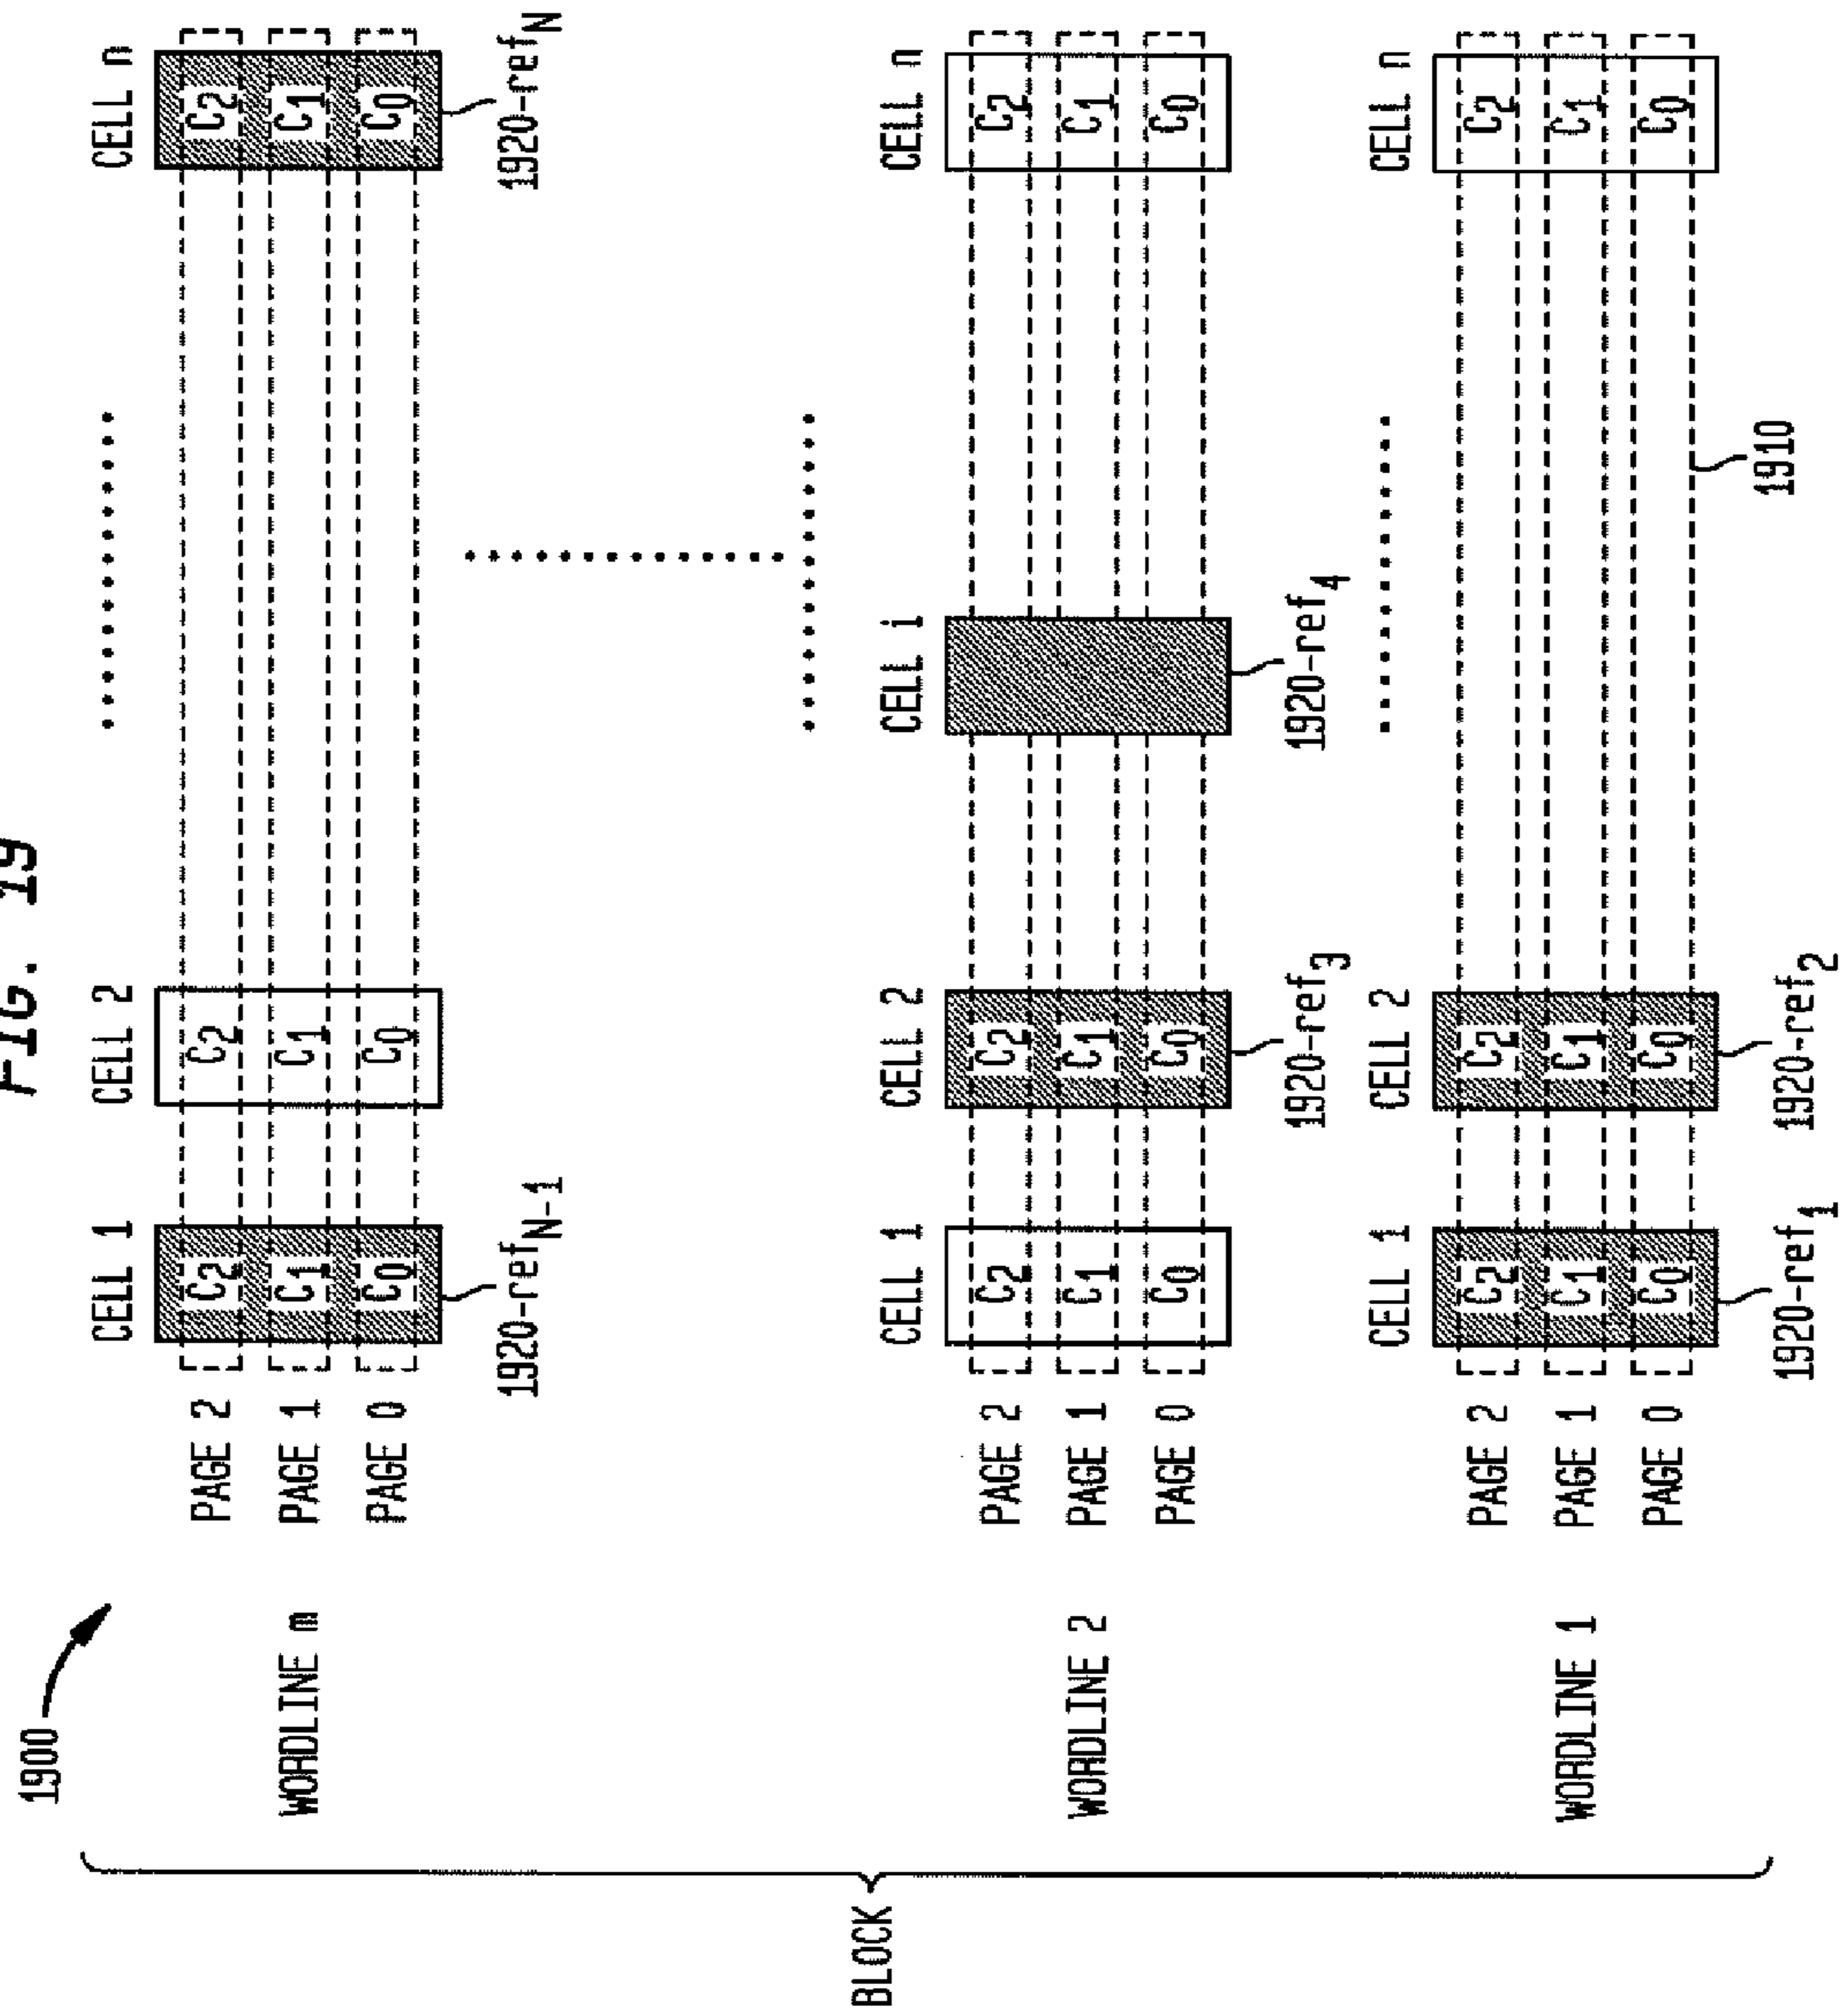 FIG. 19
1900
BLOCK
WORDLINE m
CELL 1 CELL 2 CELL n
PAGE 2 C2 C2 C2
PAGE 1 C1 C1 C1
PAGE 0 C0 C0 C0
1920-refN-1 1920-refN
WORDLINE 2
CELL 1 CELL 2 CELL i CELL n
PAGE 2 C2 C2 C2
PAGE 1 C1 C1 C1
PAGE 0 C0 C0 C0
1920-ref3 1920-ref4
WORDLINE 1
CELL 1 CELL 2 CELL n
PAGE 2 C2 C2 C2
PAGE 1 C1 C1 C1
PAGE 0 C0 C0 C0
1920-ref1 1920-ref2 1910